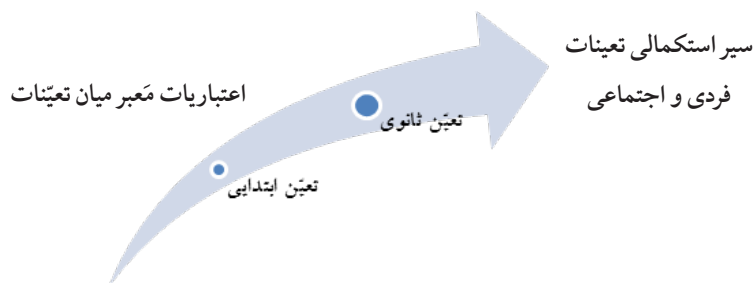 سیر استکمالی تعینات
فردی و اجتماعی
اعتباریات مَعبر میان تعیّنات
تعیّن ثانوی
تعیّن ابتدایی